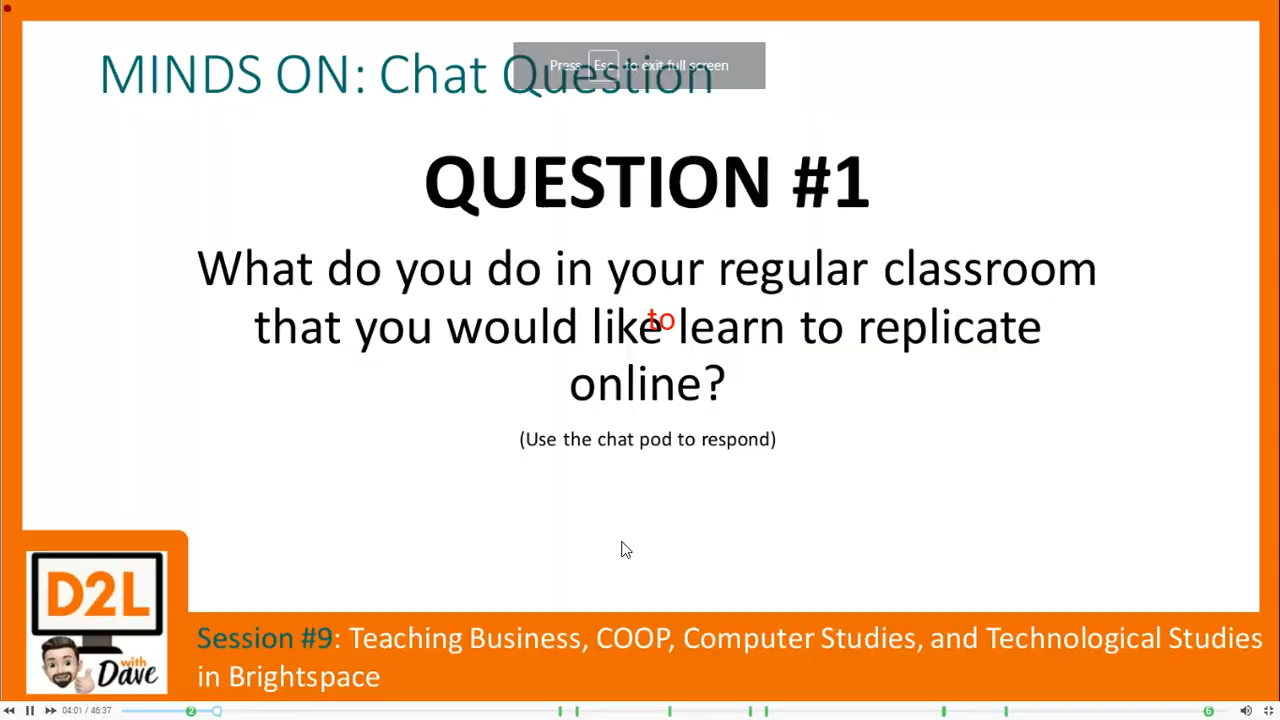 MINDS ON: Chat Question
Press Esc to exit full screen
QUESTION #1
What do you do in your regular classroom
that you would like to learn to replicate
online?
(Use the chat pod to respond)
D2L
with
Dave
Session #9: Teaching Business, COOP, Computer Studies, and Technological Studies
in Brightspace
04:01 / 46:37
2
6